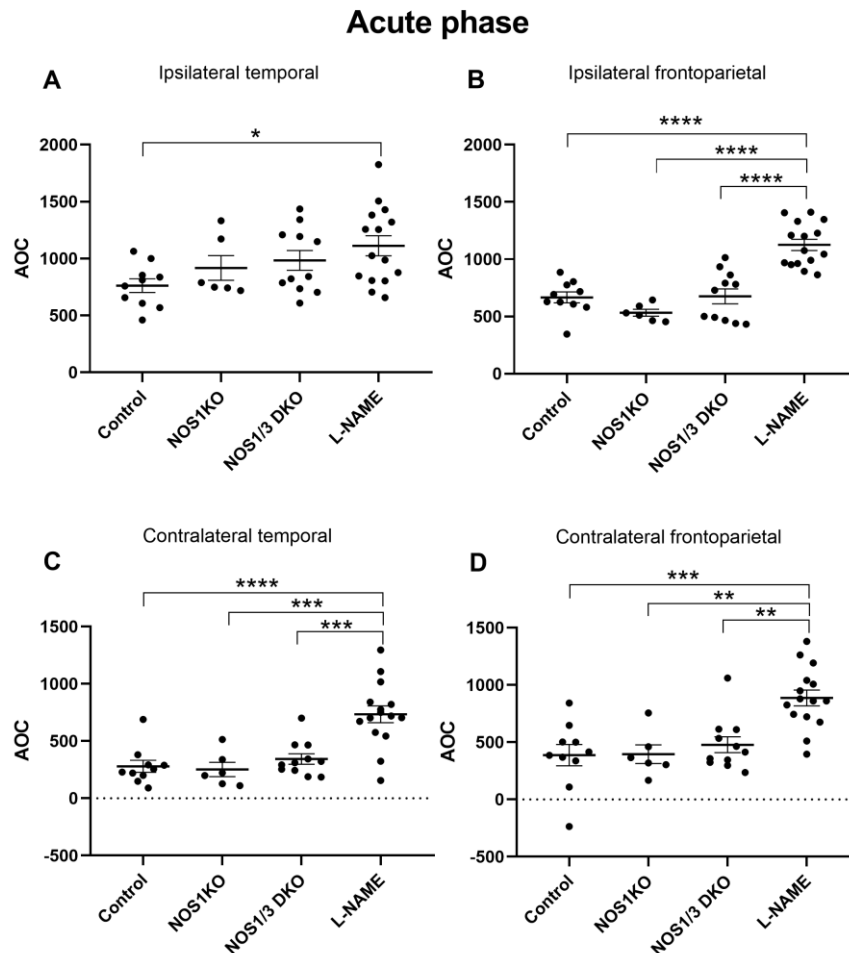 Acute phase
A
Ipsilateral temporal
2000
1500
1000
500
0
AOC
*
Control
NOS1KO
NOS1/3 DKO
L-NAME
B
Ipsilateral frontoparietal
2000
1500
1000
500
0
AOC
****
****
****
Control
NOS1KO
NOS1/3 DKO
L-NAME
C
Contralateral temporal
1500
1000
500
0
-500
AOC
****
***
***
Control
NOS1KO
NOS1/3 DKO
L-NAME
D
Contralateral frontoparietal
1500
1000
500
0
-500
AOC
***
**
**
Control
NOS1KO
NOS1/3 DKO
L-NAME